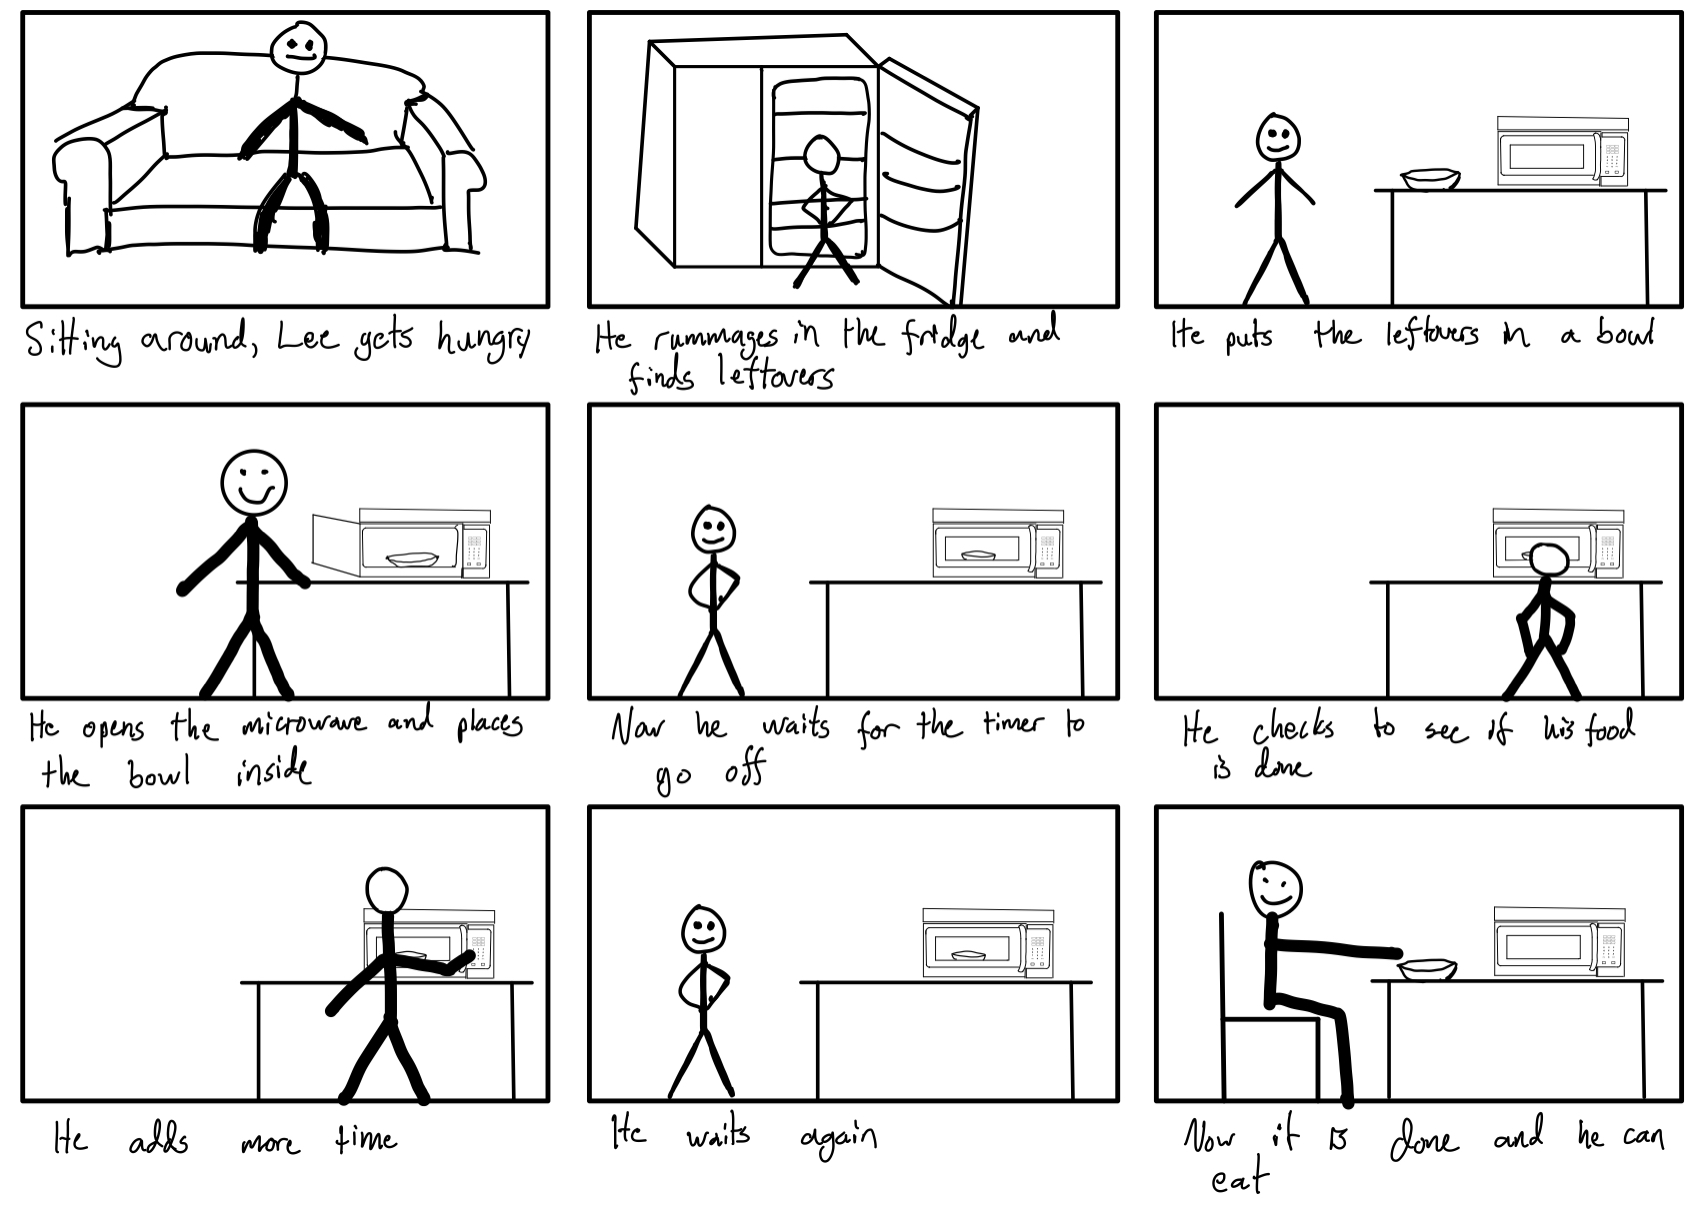 Sitting around, Lee gets hungry
He rummages in the fridge and
finds leftovers
He puts the leftovers in a bowl
He opens the microwave and places
the bowl inside
Now he waits for the timer to
go off
He checks to see if his food
is done
He adds more time
He waits again
Now it is done and he can
eat